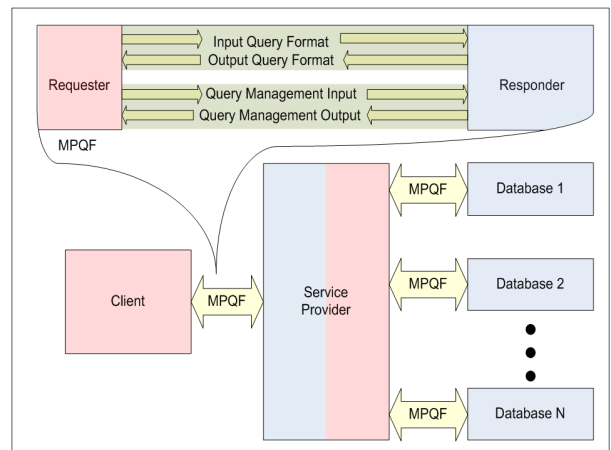 Input Query Format
Output Query Format
Requester
Responder
Query Management Input
Query Management Output
MPQF
MPQF
Database 1
Client
MPQF
Service
Provider
MPQF
Database 2
MPQF
Database N